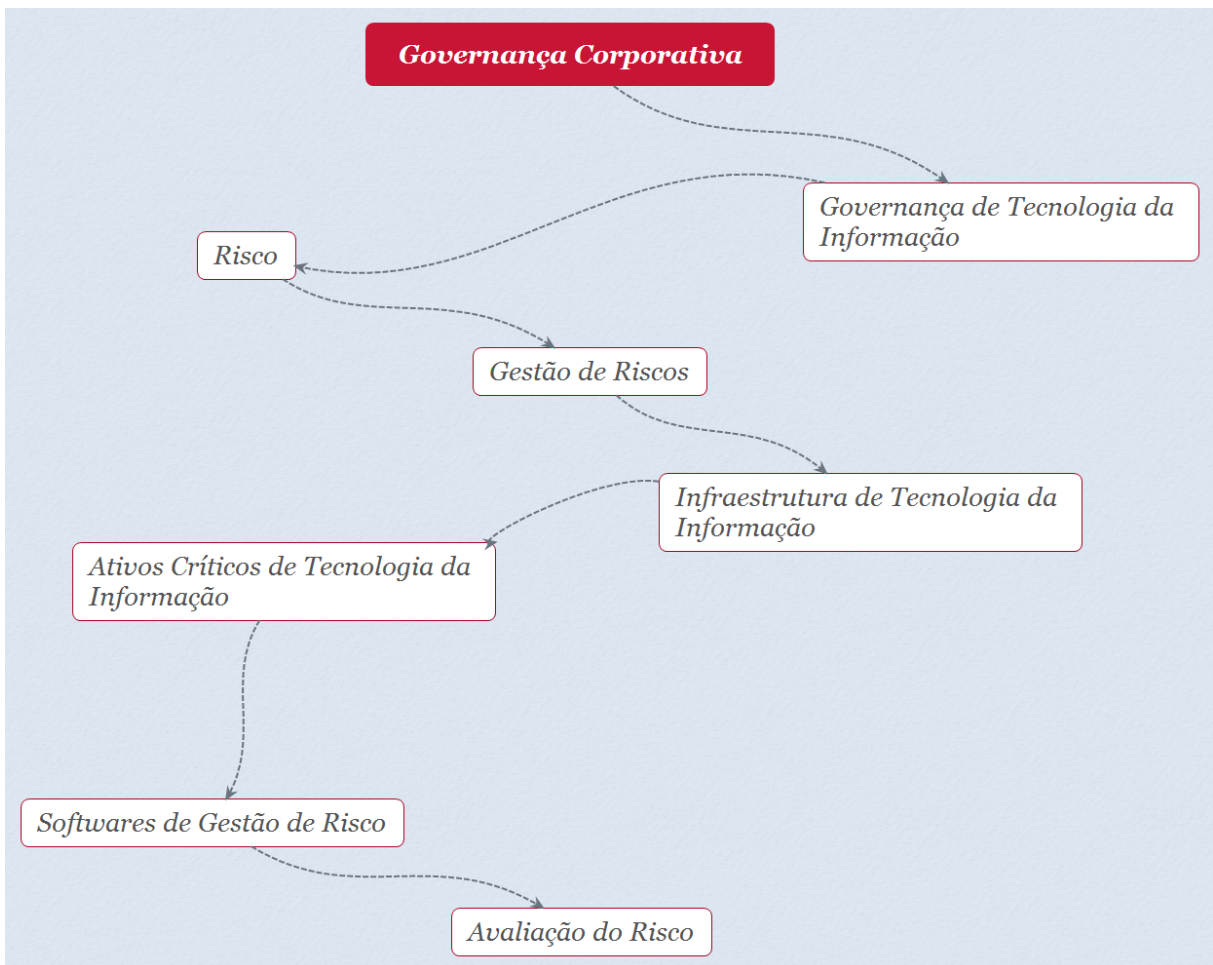 Governança Corporativa
Governança de Tecnologia da
Informação
Risco
Gestão de Riscos
Infraestrutura de Tecnologia da
Informação
Ativos Críticos de Tecnologia da
Informação
Softwares de Gestão de Risco
Avaliação do Risco